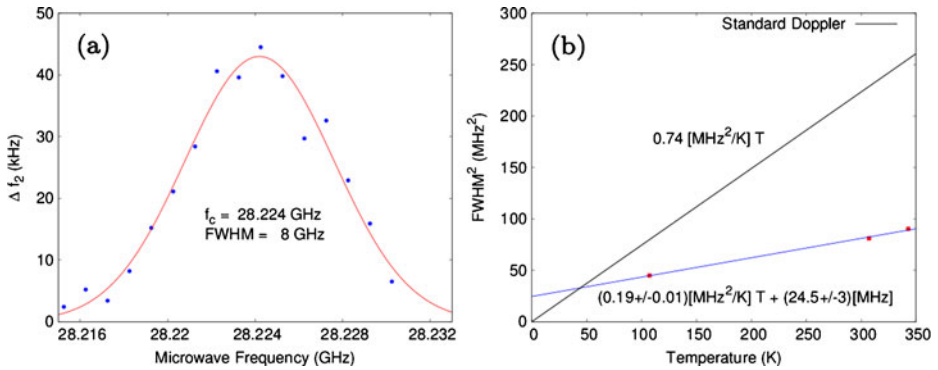 (a)
50
40
30
20
10
0
Δ f₂ (kHz)
f_c = 28.224 GHz
FWHM = 8 GHz
28.216 28.22 28.224 28.228 28.232
Microwave Frequency (GHz)
(b)
300
250
200
150
100
50
0
FWHM² (MHz²)
Standard Doppler
0.74 [MHz²/K] T
(0.19+/-0.01)[MHz²/K] T + (24.5+/-3)[MHz]
0 50 100 150 200 250 300 350
Temperature (K)